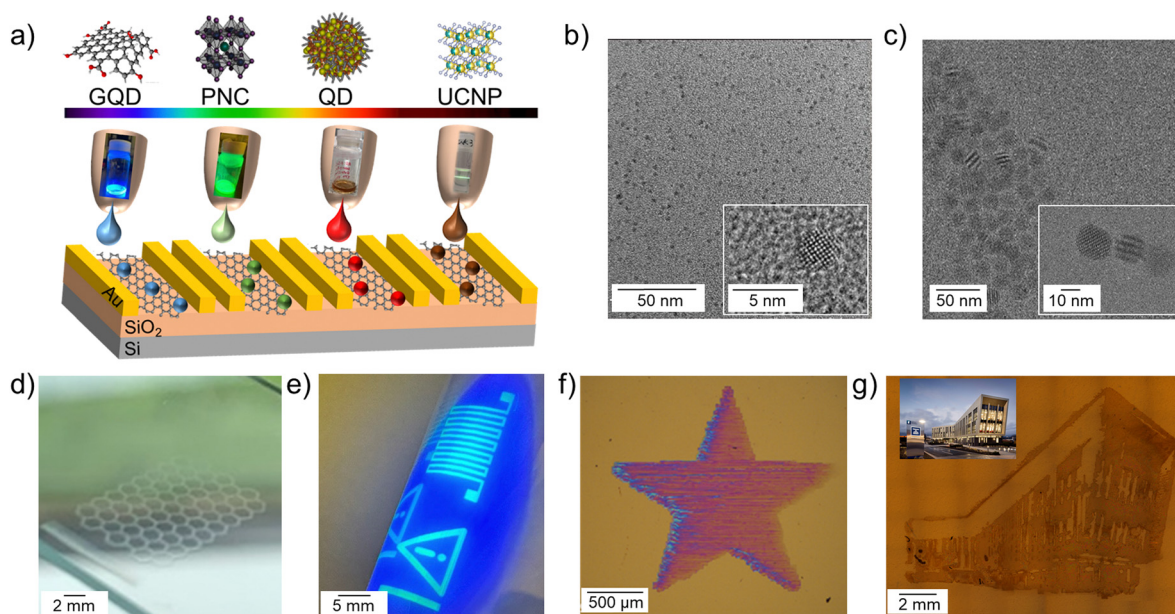 a)
GQD PNC QD UCNP
Au
SiO₂
Si
b)
50 nm
5 nm
c)
50 nm
10 nm
d)
2 mm
e)
5 mm
f)
500 µm
g)
2 mm